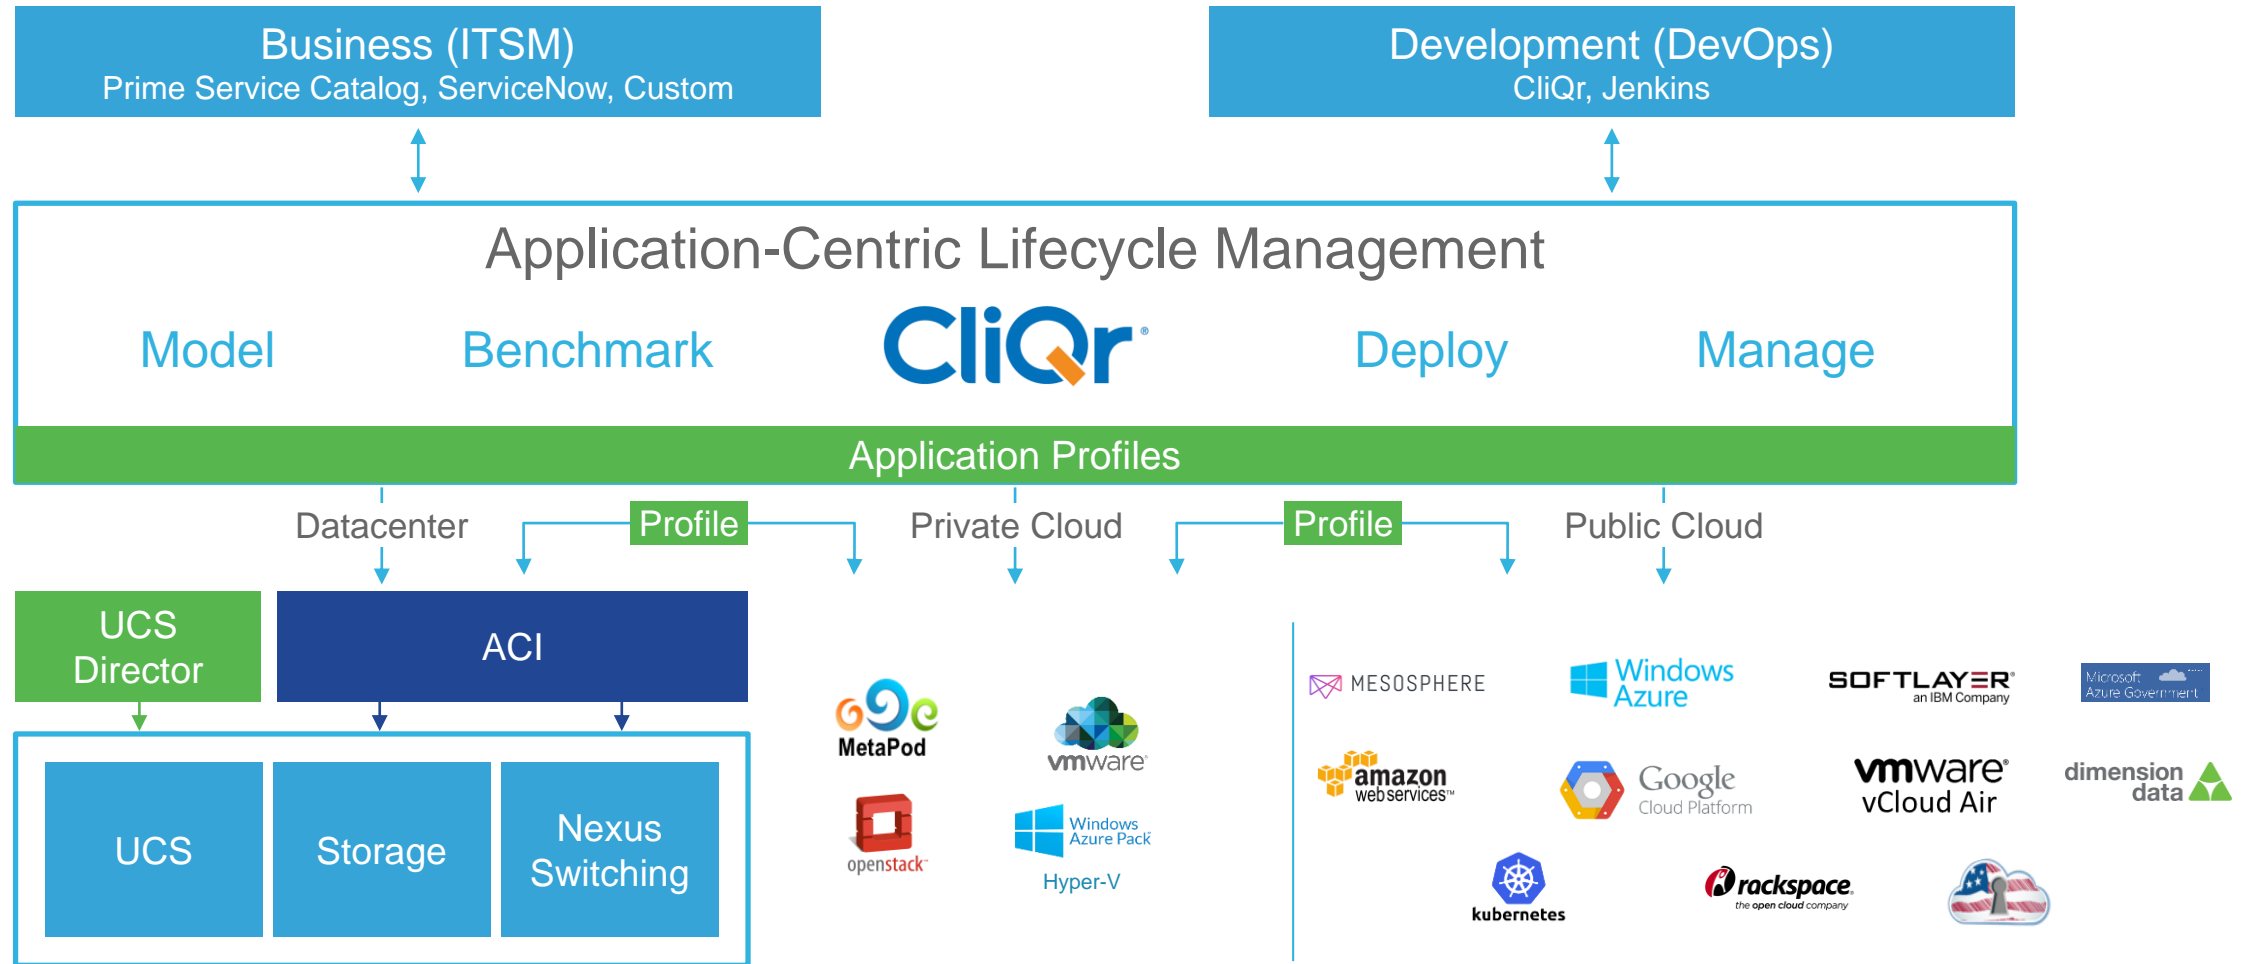 Business (ITSM)
Prime Service Catalog, ServiceNow, Custom
Development (DevOps)
CliQr, Jenkins
Application-Centric Lifecycle Management
Model
Benchmark
CliQr®
Deploy
Manage
Application Profiles
Datacenter
Profile
Private Cloud
Profile
Public Cloud
UCS
Director
ACI
UCS
Storage
Nexus
Switching
MetaPod
vmware®
openstack™
Windows
Azure Pack
Hyper-V
MESOSPHERE
Windows
Azure
SOFTLAYER®
an IBM Company
Microsoft
Azure Government
amazon
web services™
Google
Cloud Platform
vmware®
vCloud Air
dimension
data
kubernetes
rackspace®
the open cloud company